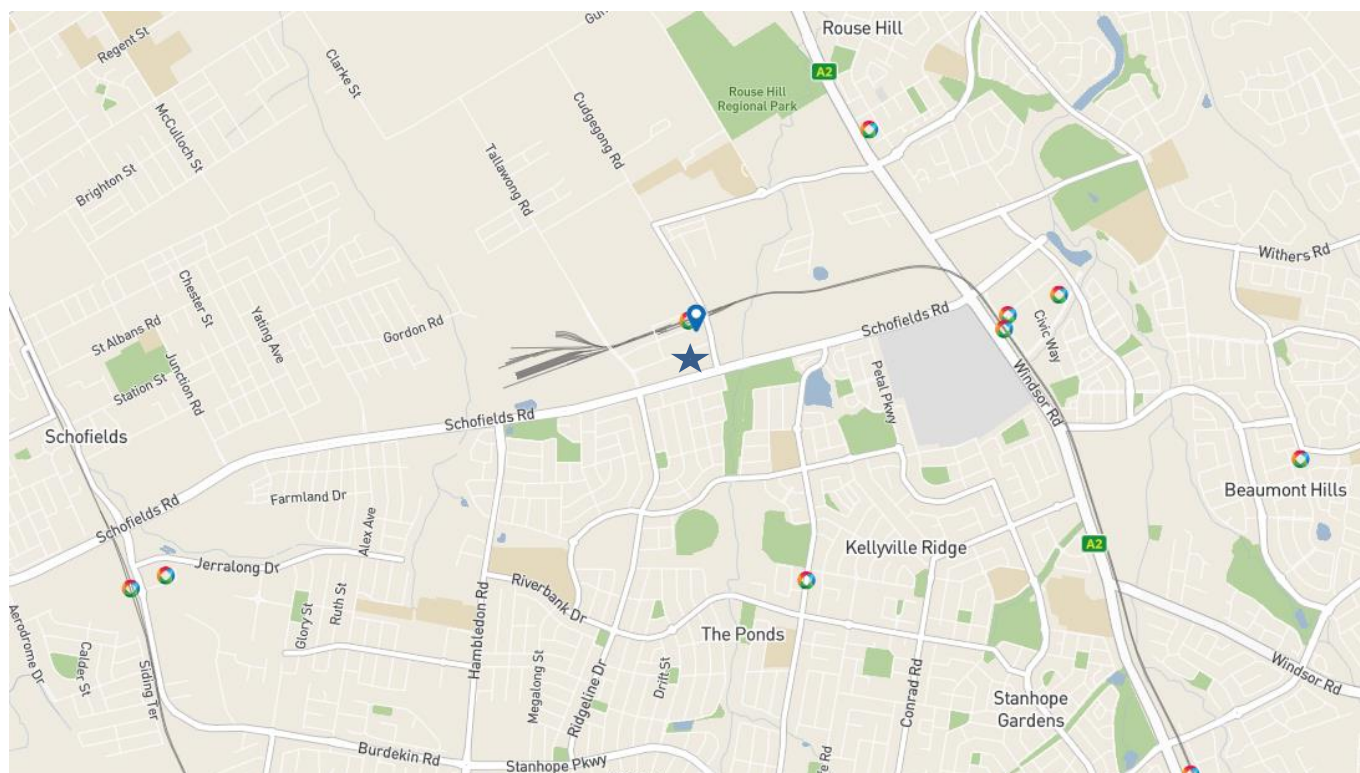 Regent St
Clarke St
Rouse Hill
A2
Rouse Hill
Regional Park
McCulloch St
Cudgegong Rd
Tallawong Rd
Brighton St
Withers Rd
Chester St
Yating Ave
Gordon Rd
St Albans Rd
Schofields Rd
Civic Way
Junction Rd
Station St
Petal Pkwy
Windsor Rd
Schofields Rd
Schofields
Beaumont Hills
Farmland Dr
Schofields Rd
Alex Ave
Kellyville Ridge
A2
Jerralong Dr
Riverbank Dr
Aerodrome Dr
Glory St
Ruth St
Hambledon Rd
The Ponds
Calder St
Siding Ter
Megalong St
Ridgeline Dr
Drift St
Conrad Rd
Windsor Rd
Stanhope
Gardens
Burdekin Rd
Stanhope Pkwy
Rd